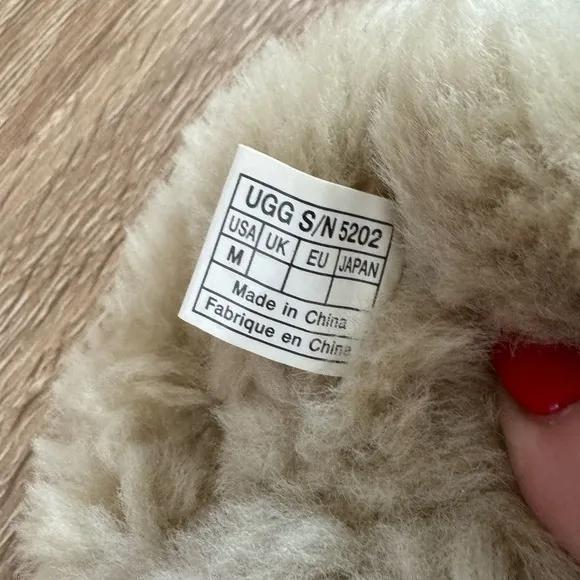 UGG S/N 5202
USA UK EU JAPAN
M
Made in China
Fabrique en Chine